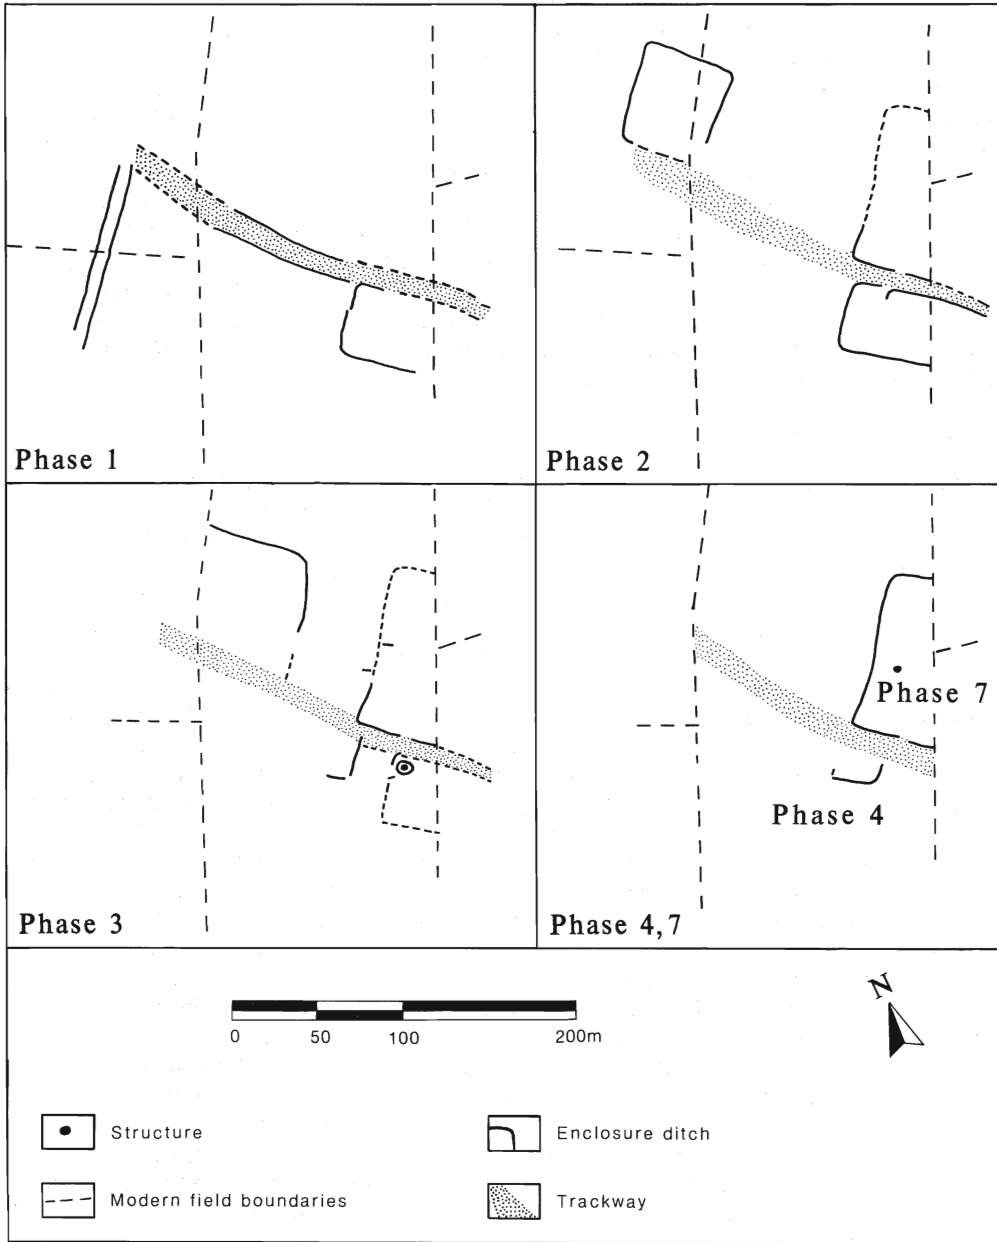 Phase 1
Phase 2
Phase 7
Phase 4
Phase 3
Phase 4,7
N
0 50 100 200m
Structure
Enclosure ditch
Modern field boundaries
Trackway